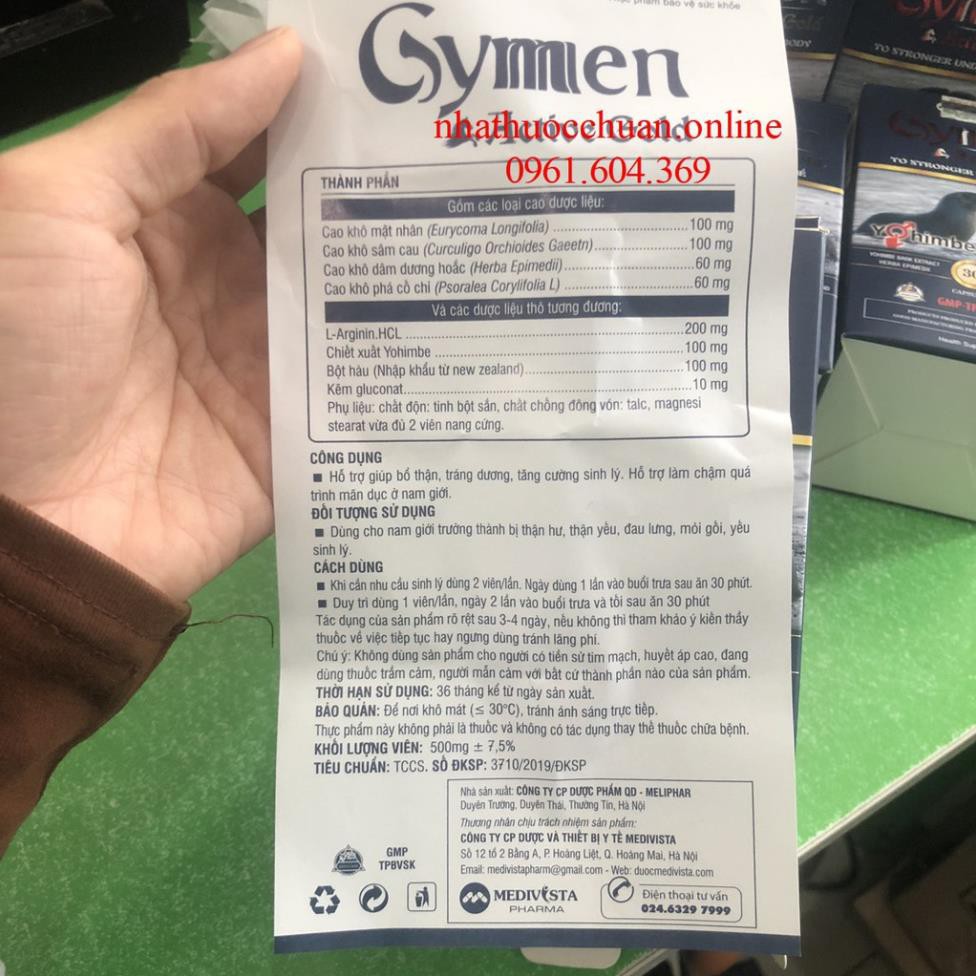 phẩm bảo vệ sức khỏe
Gymmen
nhathuocchuan.online
0961.604.369
THÀNH PHẦN
Gồm các loại cao dược liệu:
Cao khô mật nhân (Eurycoma Longifolia) ........ 100 mg
Cao khô sâm cau (Curculigo Orchioides Gaeetn) ........ 100 mg
Cao khô dâm dương hoắc (Herba Epimedii) ........ 60 mg
Cao khô phá cồ chỉ (Psoralea Corylifolia L) ........ 60 mg
Và các dược liệu thô tương đương:
L-Arginin.HCL ........ 200 mg
Chiết xuất Yohimbe ........ 100 mg
Bột hàu (Nhập khẩu từ new zealand) ........ 100 mg
Kẽm gluconat ........ 10 mg
Phụ liệu: chất độn: tinh bột sắn, chất chồng đông vón: talc, magnesi
stearat vừa đủ 2 viên nang cứng.
CÔNG DỤNG
■ Hỗ trợ giúp bổ thận, tráng dương, tăng cường sinh lý. Hỗ trợ làm chậm quá
trình mãn dục ở nam giới.
ĐỐI TƯỢNG SỬ DỤNG
■ Dùng cho nam giới trưởng thành bị thận hư, thận yếu, đau lưng, mỏi gối, yếu
sinh lý.
CÁCH DÙNG
■ Khi cần nhu cầu sinh lý dùng 2 viên/lần. Ngày dùng 1 lần vào buổi trưa sau ăn 30 phút.
■ Duy trì dùng 1 viên/lần, ngày 2 lần vào buổi trưa và tối sau ăn 30 phút
Tác dụng của sản phẩm rõ rệt sau 3-4 ngày, nếu không thì tham khảo ý kiến thầy
thuốc về việc tiếp tục hay ngưng dùng tránh lãng phí.
Chú ý: Không dùng sản phẩm cho người có tiền sử tim mạch, huyết áp cao, đang
dùng thuốc trầm cảm, người mẫn cảm với bất cứ thành phần nào của sản phẩm.
THỜI HẠN SỬ DỤNG: 36 tháng kể từ ngày sản xuất.
BẢO QUẢN: Để nơi khô mát (≤ 30°C), tránh ánh sáng trực tiếp.
Thực phẩm này không phải là thuốc và không có tác dụng thay thế thuốc chữa bệnh.
KHỐI LƯỢNG VIÊN: 500mg ± 7,5%
TIÊU CHUẨN: TCCS. SỐ ĐKSP: 3710/2019/ĐKSP
Nhà sản xuất: CÔNG TY CP DƯỢC PHẨM QD - MELIPHAR
Duyên Trường, Duyên Thái, Thường Tín, Hà Nội
Thương nhân chịu trách nhiệm sản phẩm:
CÔNG TY CP DƯỢC VÀ THIẾT BỊ Y TẾ MEDIVISTA
Số 12 tổ 2 Bằng A, P. Hoàng Liệt, Q. Hoàng Mai, Hà Nội
Email: medivistapharm@gmail.com - Web: duocmedivista.com
GMP
TPBVSK
MEDIVISTA
PHARMA
Điện thoại tư vấn
024.6329 7999
TO STRONGER
YOhimbe
YOHIMBE BARK EXTRACT
HERBA EPIMEDII
GMP